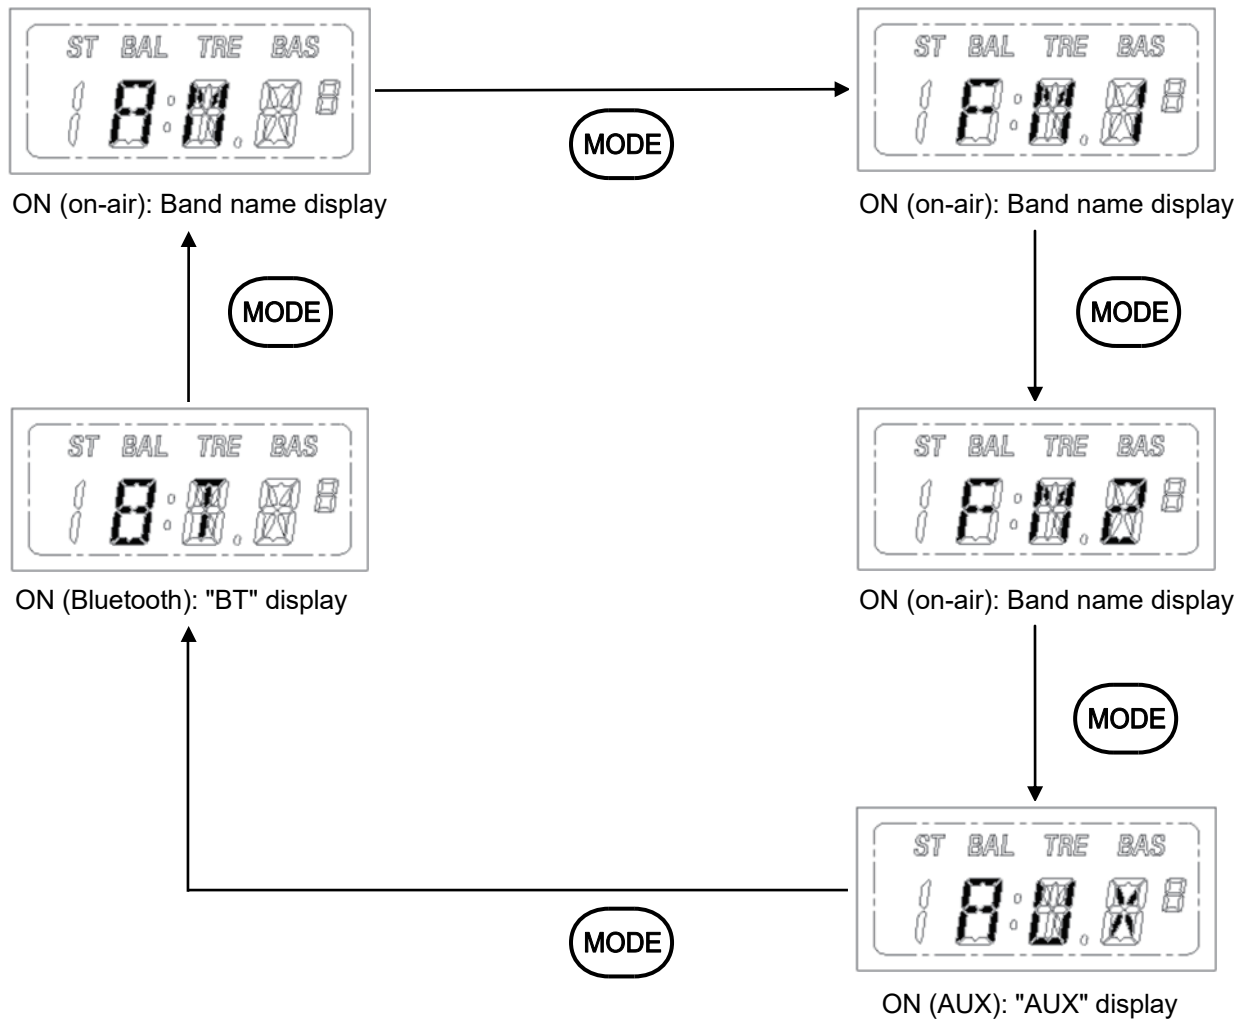 ST BAL TRE BAS
AM
ON (on-air): Band name display
MODE
ST BAL TRE BAS
FM1
ON (on-air): Band name display
MODE
MODE
ST BAL TRE BAS
BT
ON (Bluetooth): "BT" display
ST BAL TRE BAS
FM2
ON (on-air): Band name display
MODE
MODE
ST BAL TRE BAS
AUX
ON (AUX): "AUX" display